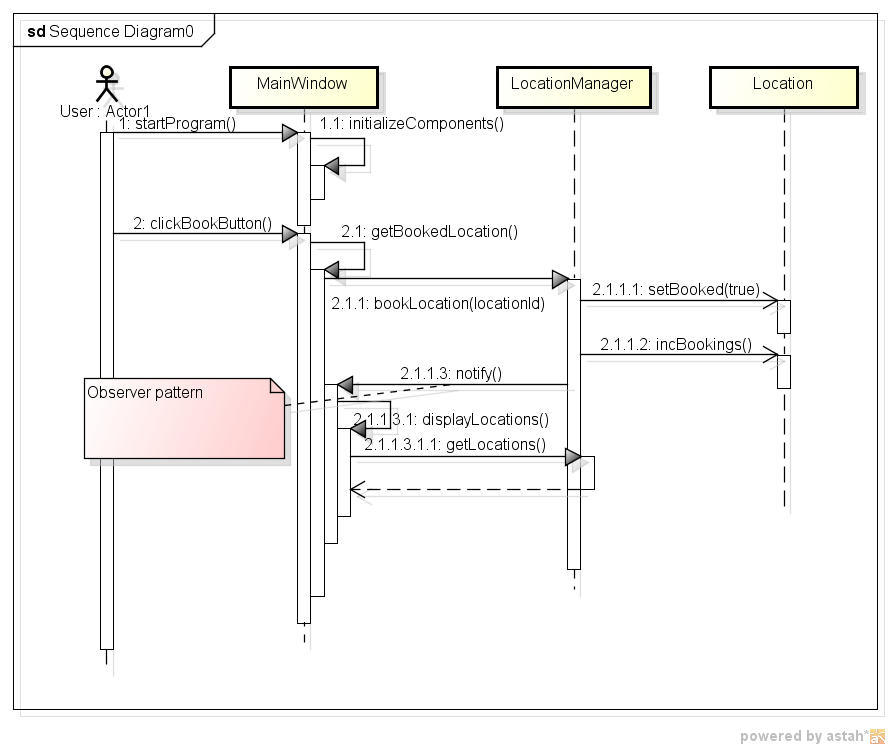 sd Sequence Diagram0
MainWindow
LocationManager
Location
User : Actor1
1: startProgram()
1.1: initializeComponents()
2: clickBookButton()
2.1: getBookedLocation()
2.1.1: bookLocation(locationId)
2.1.1.1: setBooked(true)
2.1.1.2: incBookings()
2.1.1.3: notify()
Observer pattern
2.1.1.3.1: displayLocations()
2.1.1.3.1.1: getLocations()
powered by astah*